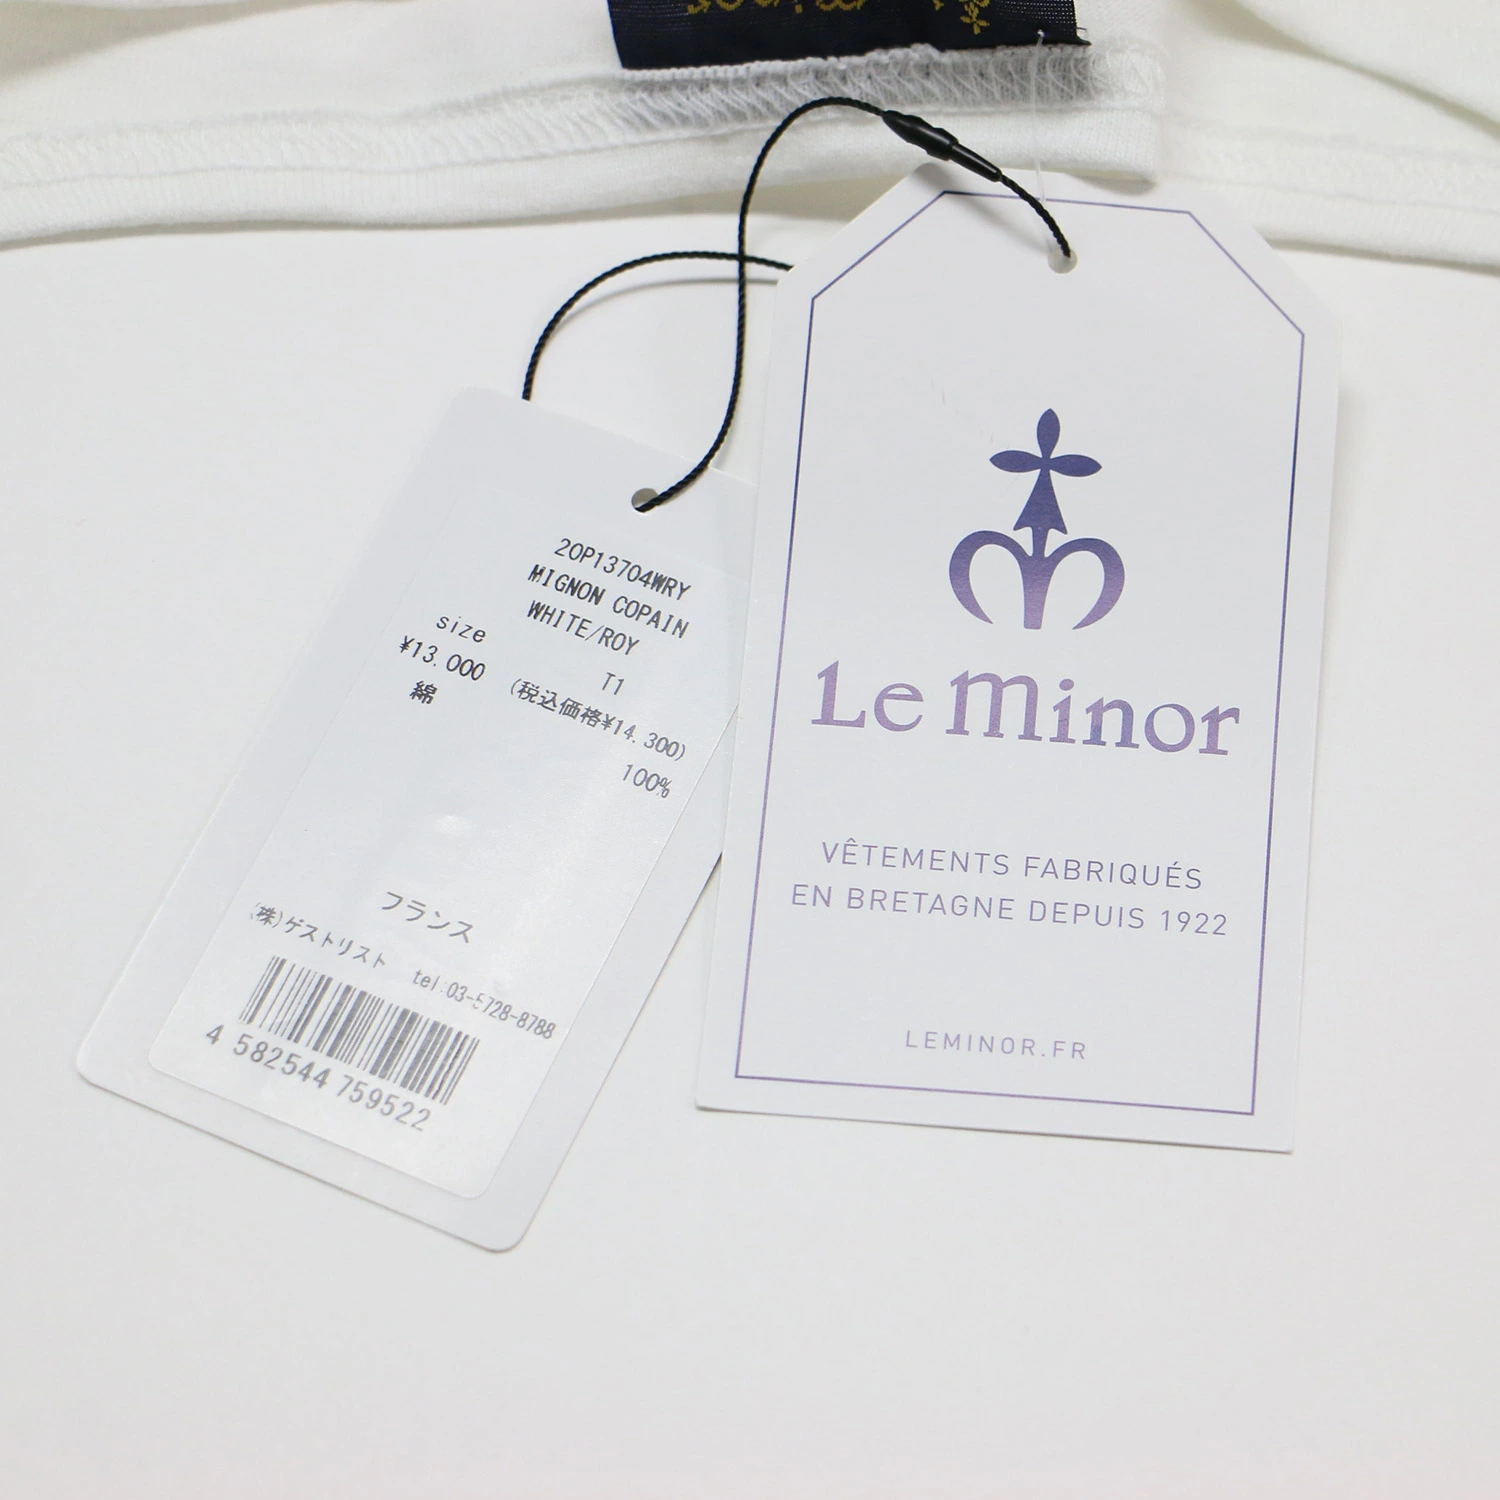 minor
2OP13704WRY
MIGNON COPAIN
WHITE/ROY
size T1
¥13,000 (税込価格¥14,300)
綿 100%
フランス
(株)ゲストリスト tel:03-5728-8788
4 582544 759522
Le Minor
VÊTEMENTS FABRIQUÉS
EN BRETAGNE DEPUIS 1922
LEMINOR.FR